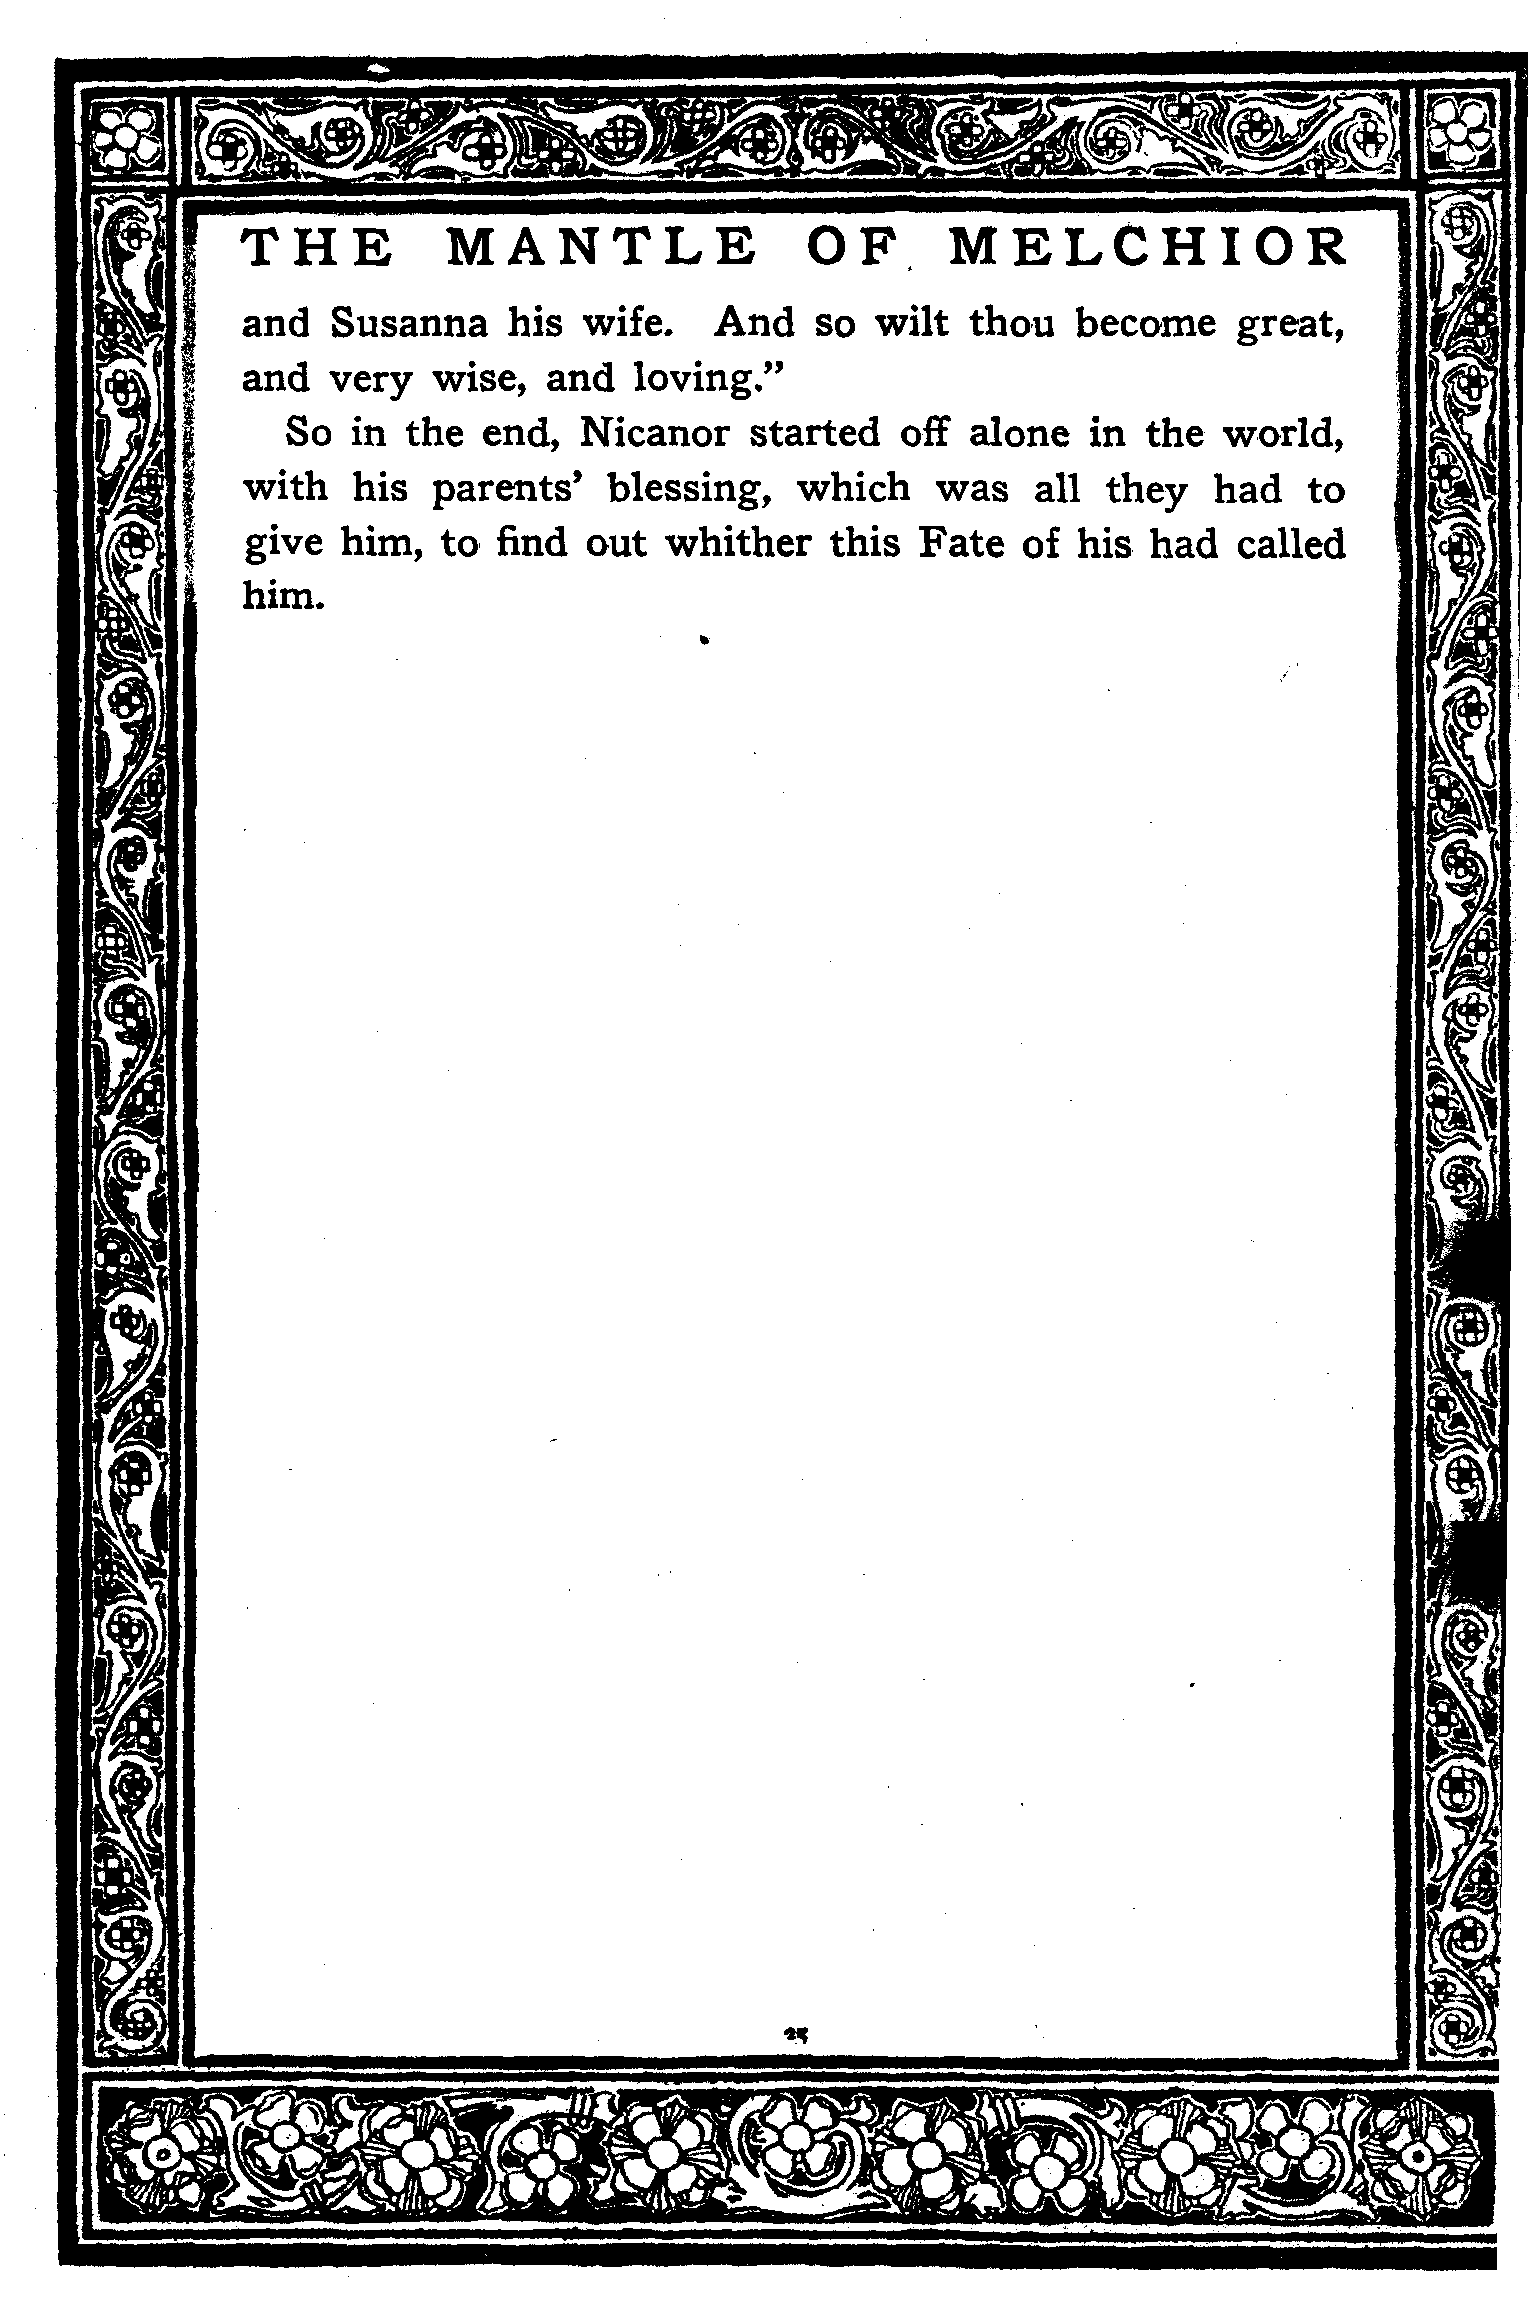 THE MANTLE OF MELCHIOR
and Susanna his wife. And so wilt thou become great,
and very wise, and loving.”
So in the end, Nicanor started off alone in the world,
with his parents’ blessing, which was all they had to
give him, to find out whither this Fate of his had called
him.
25